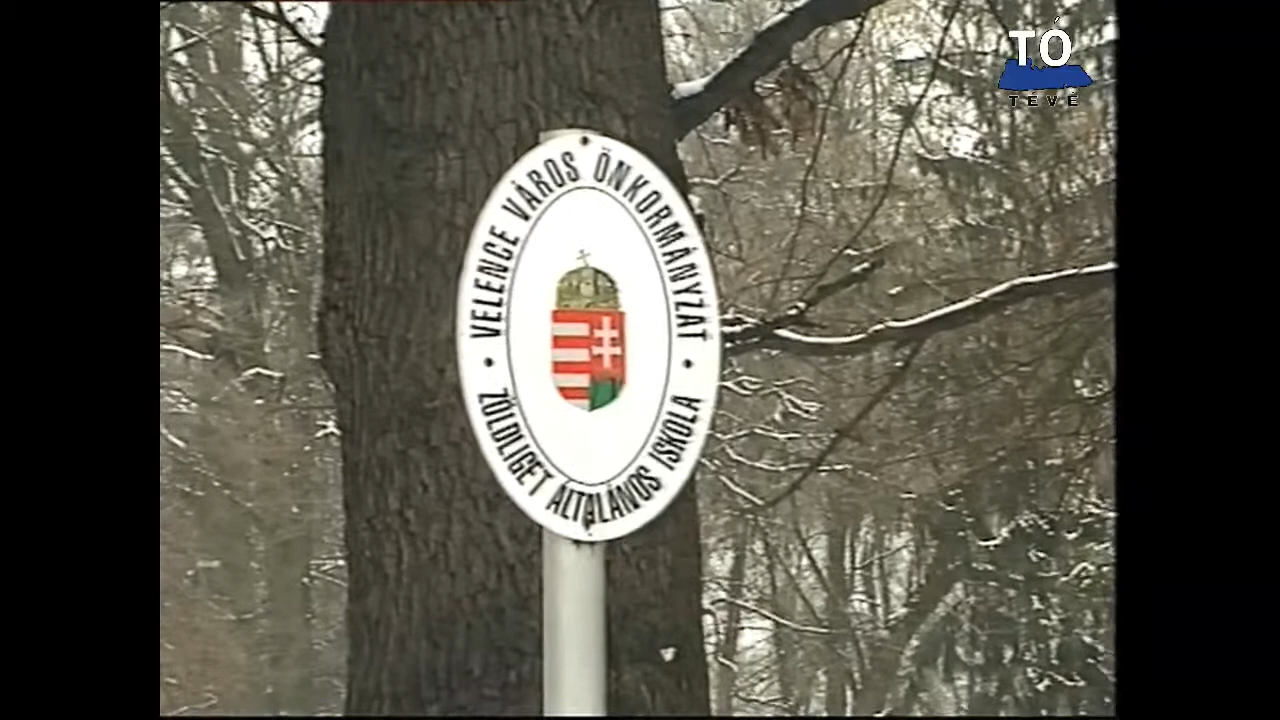 TÓ
TÉVÉ
VELENCE VÁROS ÖNKORMÁNYZAT
ZÖLDLIGET ÁLTALÁNOS ISKOLA